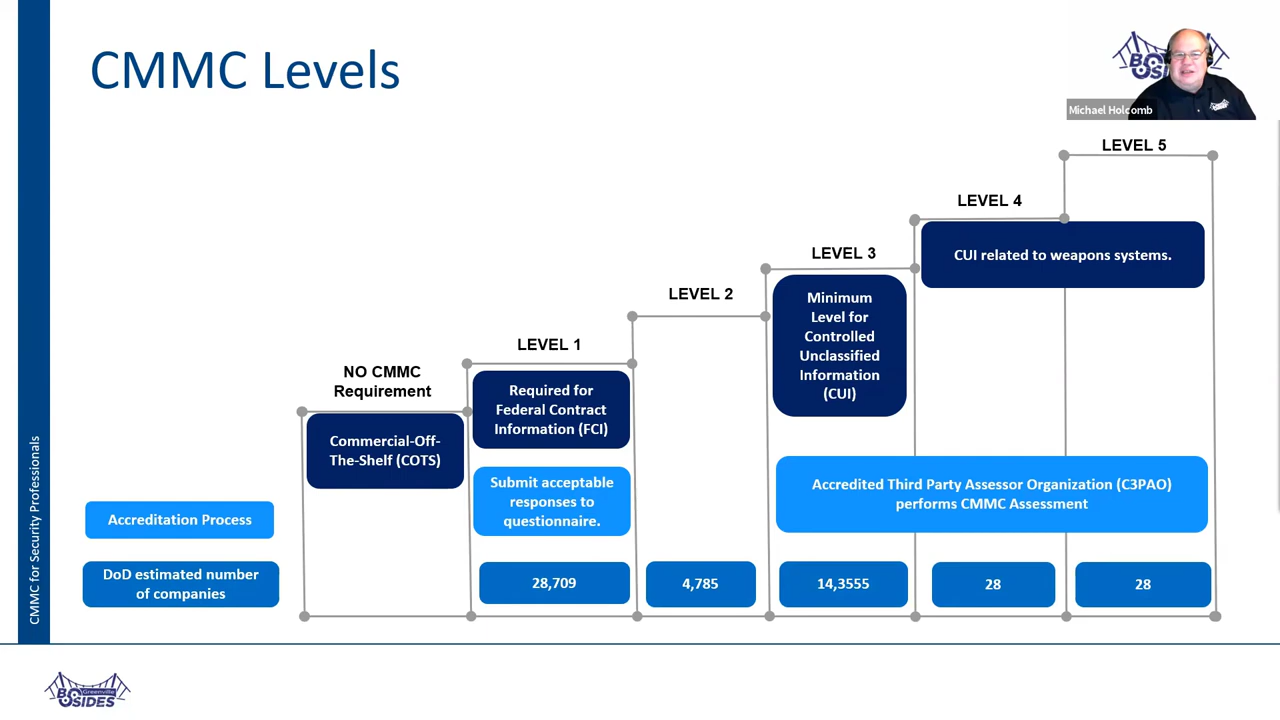 CMMC Levels
Michael Holcomb
LEVEL 5
LEVEL 4
CUI related to weapons systems.
LEVEL 3
Minimum
Level for
Controlled
Unclassified
Information
(CUI)
LEVEL 2
LEVEL 1
Required for
Federal Contract
Information (FCI)
NO CMMC
Requirement
Commercial-Off-
The-Shelf (COTS)
Submit acceptable
responses to
questionnaire.
Accredited Third Party Assessor Organization (C3PAO)
performs CMMC Assessment
Accreditation Process
DoD estimated number
of companies
28,709
4,785
14,3555
28
28
CMMC for Security Professionals
Greenville
BSIDES